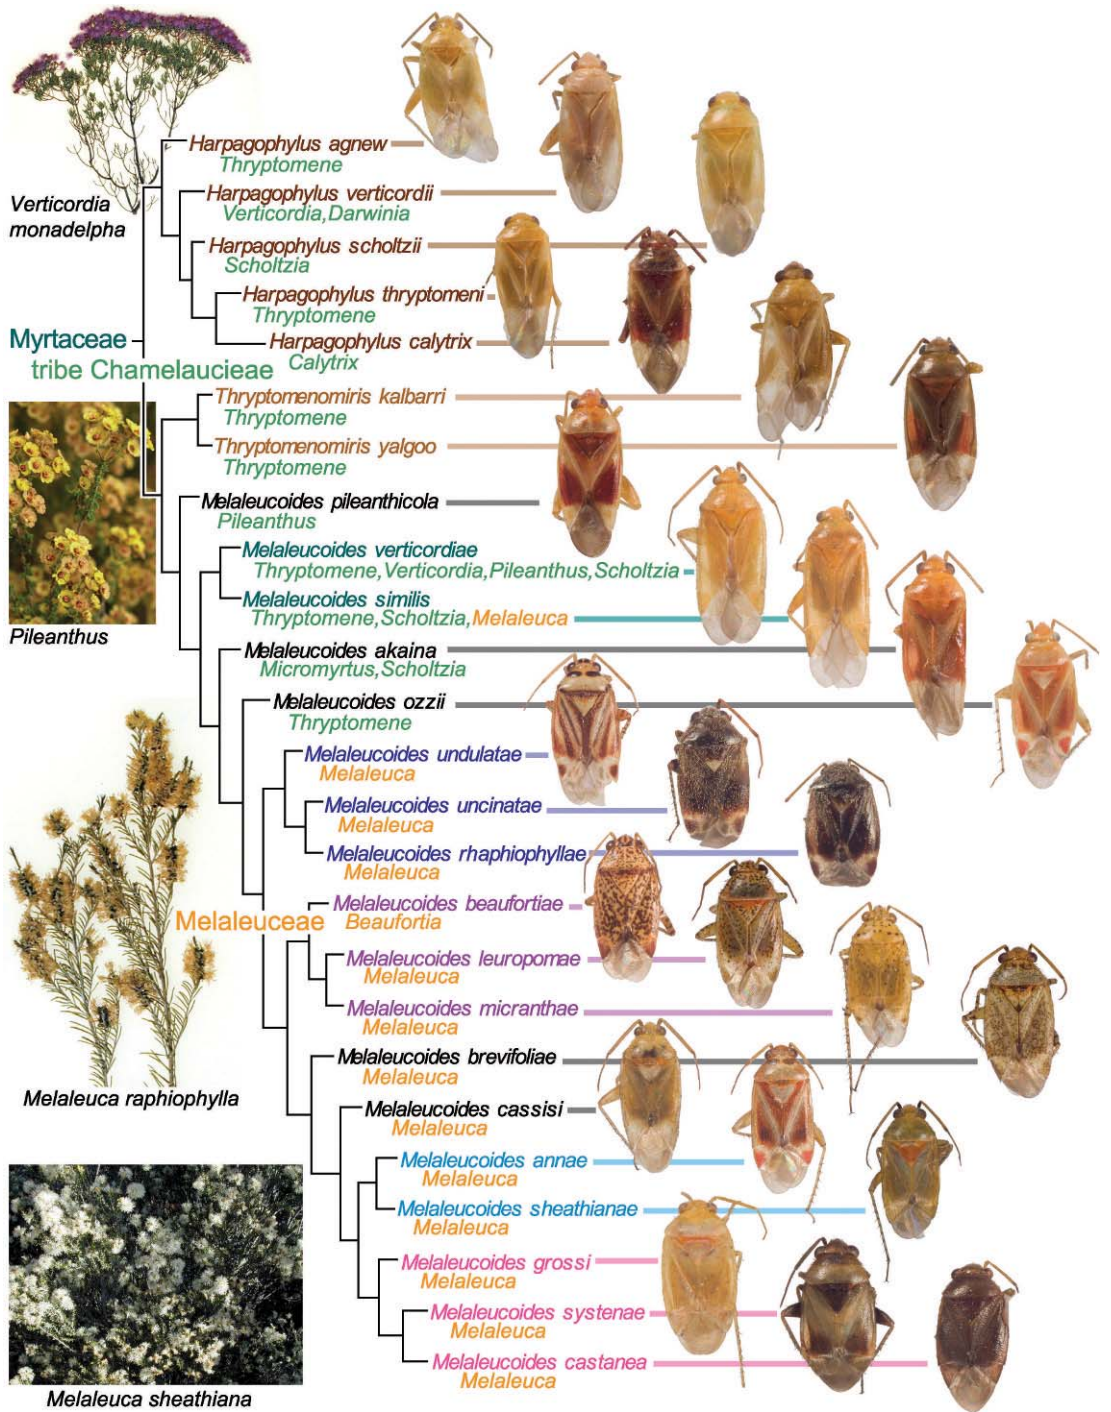 Harpagophylus agnew
Thryptomene
Verticordia
monadelpha
Harpagophylus verticordii
Verticordia,Darwinia
Harpagophylus scholtzii
Scholtzia
Harpagophylus thryptomeni
Thryptomene
Myrtaceae
Harpagophylus calytrix
Calytrix
tribe Chamelaucieae
Thryptomenomiris kalbarri
Thryptomene
Thryptomenomiris yalgoo
Thryptomene
Melaleucoides pileanthicola
Pileanthus
Melaleucoides verticordiae
Thryptomene,Verticordia,Pileanthus,Scholtzia
Melaleucoides similis
Thryptomene,Scholtzia,Melaleuca
Pileanthus
Melaleucoides akaina
Micromyrtus,Scholtzia
Melaleucoides ozzii
Thryptomene
Melaleucoides undulatae
Melaleuca
Melaleucoides uncinatae
Melaleuca
Melaleucoides rhaphiophyllae
Melaleuca
Melaleuceae
Melaleucoides beaufortiae
Beaufortia
Melaleucoides leuropomae
Melaleuca
Melaleucoides micranthae
Melaleuca
Melaleucoides brevifoliae
Melaleuca
Melaleuca raphiophylla
Melaleucoides cassisi
Melaleuca
Melaleucoides annae
Melaleuca
Melaleucoides sheathianae
Melaleuca
Melaleucoides grossi
Melaleuca
Melaleucoides systenae
Melaleuca
Melaleucoides castanea
Melaleuca
Melaleuca sheathiana